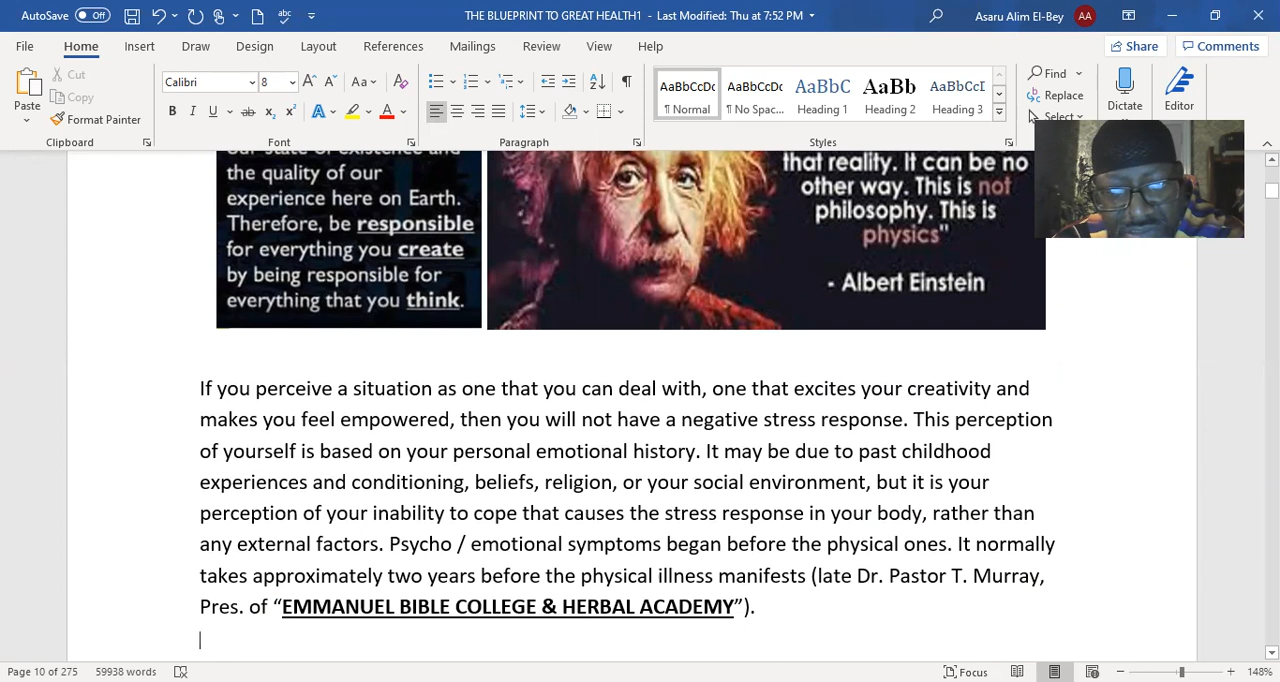 AutoSave Off THE BLUEPRINT TO GREAT HEALTH1 - Last Modified: Thu at 7:52 PM Asaru Alim El-Bey AA
File Home Insert Draw Design Layout References Mailings Review View Help Share Comments
Paste Cut Copy Format Painter
Calibri 8 Aa
B I U ab x₂ x² A A
AaBbCcDc AaBbCcDc AaBbC AaBb AaBbCcI
¶ Normal ¶ No Spac... Heading 1 Heading 2 Heading 3
Find Replace Select Dictate Editor
Clipboard Font Paragraph Styles
our state of existence and
the quality of our
experience here on Earth.
Therefore, be responsible
for everything you create
by being responsible for
everything that you think.
that reality. It can be no
other way. This is not
philosophy. This is
physics"
- Albert Einstein
If you perceive a situation as one that you can deal with, one that excites your creativity and
makes you feel empowered, then you will not have a negative stress response. This perception
of yourself is based on your personal emotional history. It may be due to past childhood
experiences and conditioning, beliefs, religion, or your social environment, but it is your
perception of your inability to cope that causes the stress response in your body, rather than
any external factors. Psycho / emotional symptoms began before the physical ones. It normally
takes approximately two years before the physical illness manifests (late Dr. Pastor T. Murray,
Pres. of “EMMANUEL BIBLE COLLEGE & HERBAL ACADEMY”).
Page 10 of 275 59938 words Focus 148%